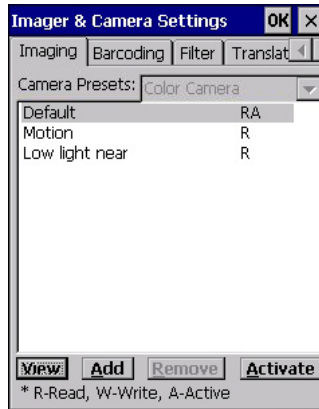 Imager & Camera Settings OK ×
Imaging Barcoding Filter Translat
Camera Presets: Color Camera
Default RA
Motion R
Low light near R
View Add Remove Activate
* R-Read, W-Write, A-Active